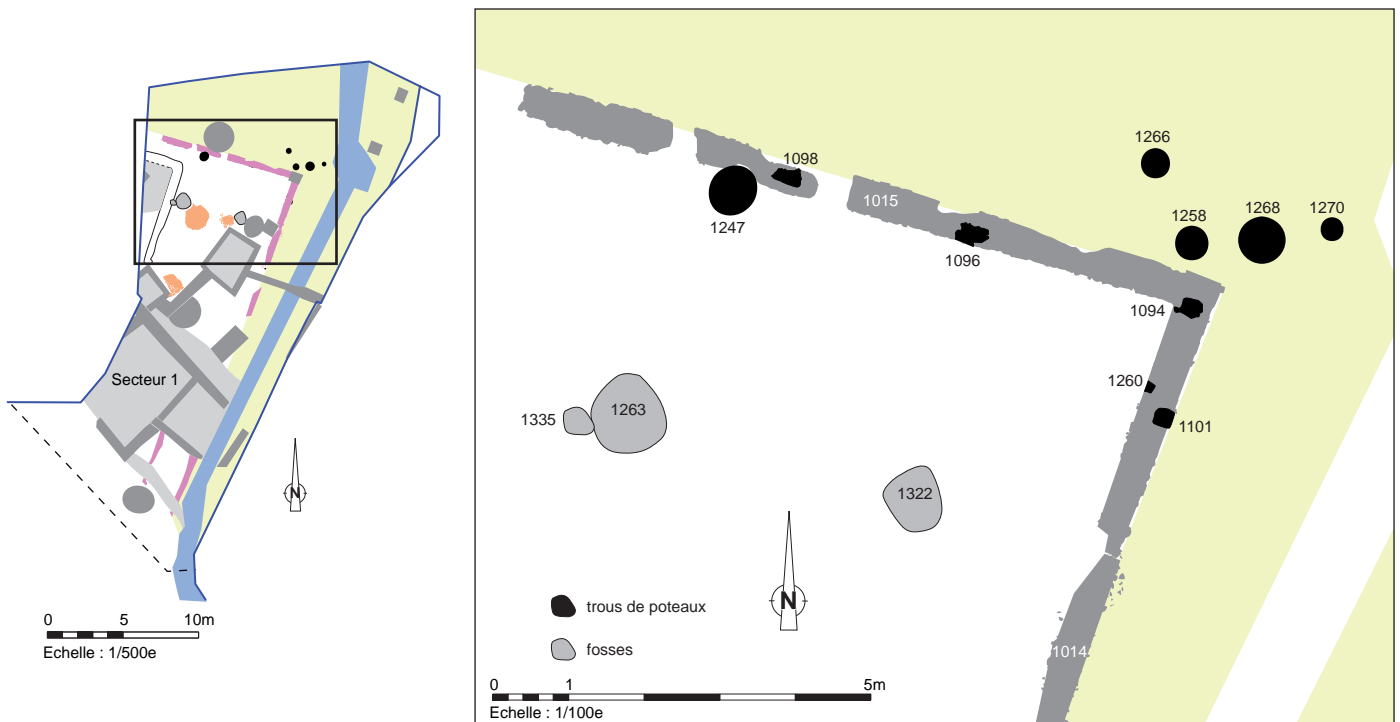 Secteur 1
N
0 5 10m
Echelle : 1/500e
1266
1098
1258 1268 1270
1015
1247
1096
1094
1260
1263
1335
1101
1322
N
trous de poteaux
fosses
1014
0 1 5m
Echelle : 1/100e